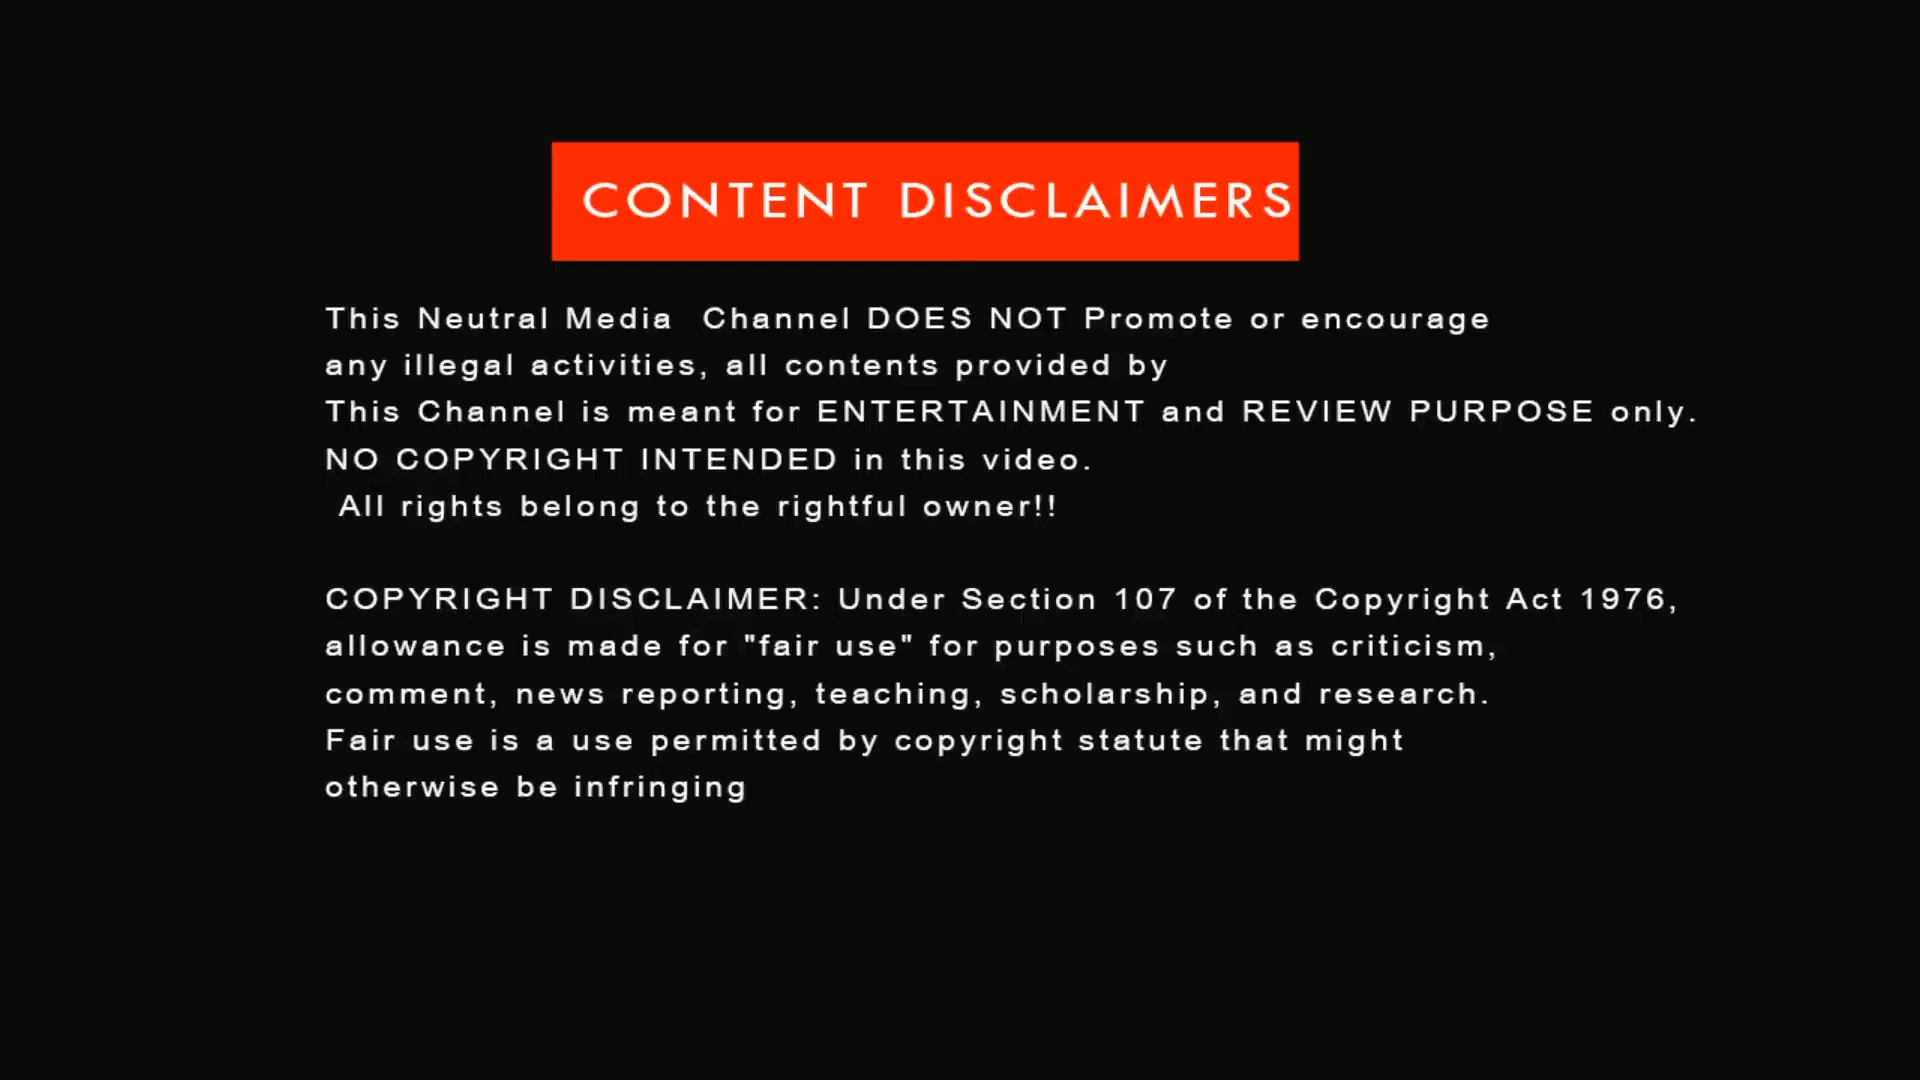 CONTENT DISCLAIMERS
This Neutral Media  Channel DOES NOT Promote or encourage
any illegal activities, all contents provided by
This Channel is meant for ENTERTAINMENT and REVIEW PURPOSE only.
NO COPYRIGHT INTENDED in this video.
All rights belong to the rightful owner!!
COPYRIGHT DISCLAIMER: Under Section 107 of the Copyright Act 1976,
allowance is made for "fair use" for purposes such as criticism,
comment, news reporting, teaching, scholarship, and research.
Fair use is a use permitted by copyright statute that might
otherwise be infringing